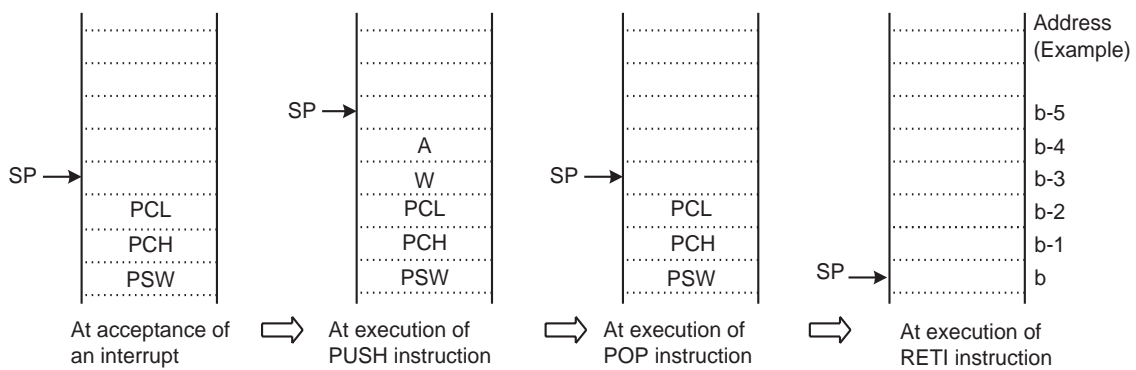 Address
(Example)
SP
b-5
A
b-4
SP
W
SP
b-3
PCL
PCL
PCL
b-2
PCH
PCH
PCH
b-1
PSW
PSW
PSW
SP
b
At acceptance of
an interrupt
At execution of
PUSH instruction
At execution of
POP instruction
At execution of
RETI instruction